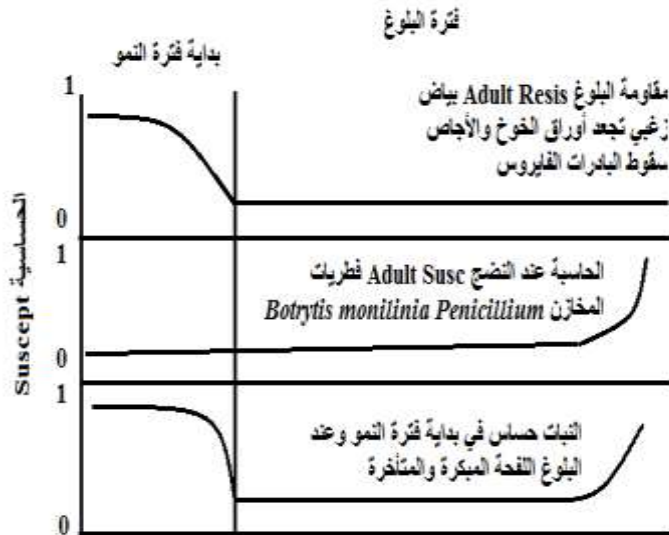 فترة البلوغ
بداية فترة النمو
1
مقاومة البلوغ Adult Resis بياض
زغبي تجعد أوراق الخوخ والأجاص
سقوط البادرات الفايروس
0
1
الحاسبة عند النضج Adult Susc فطريات
المخازن Botrytis monilinia Penicillium
0
1
النبات حساس في بداية فترة النمو وعند
البلوغ اللفحة المبكرة والمتأخرة
0
الحساسية Suscept